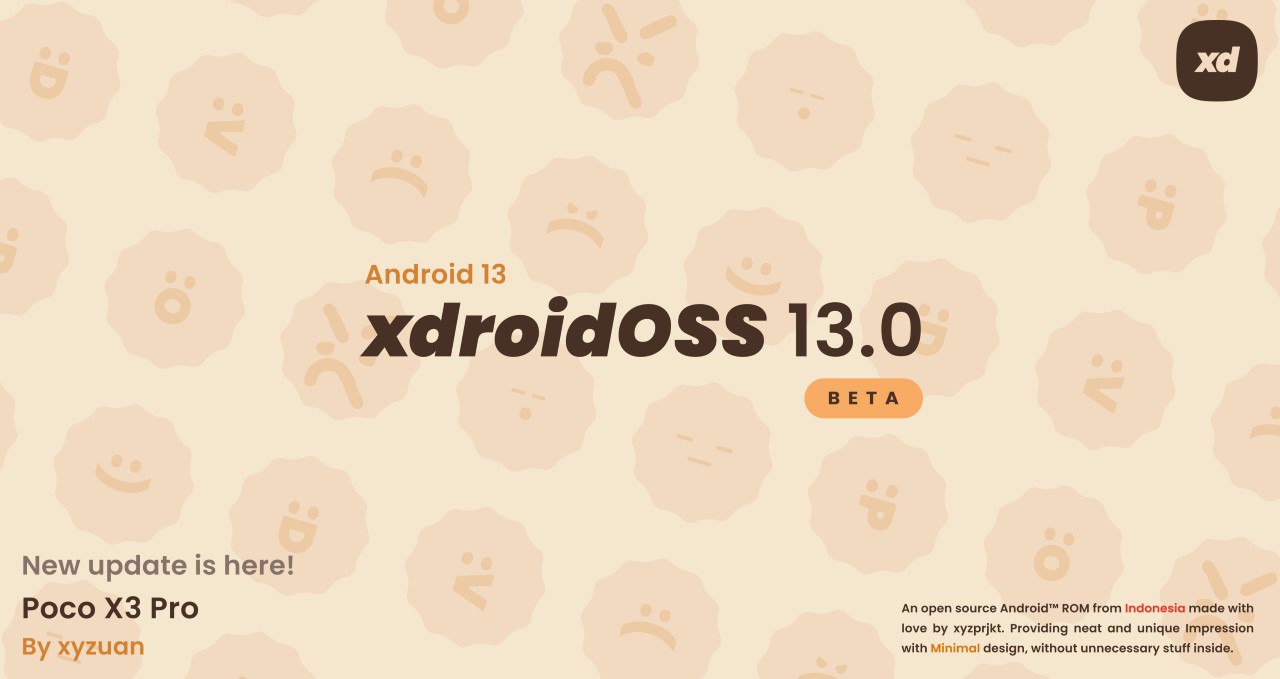 xd
Android 13
xdroidOSS 13.0
BETA
New update is here!
Poco X3 Pro
By xyzuan
An open source Android™ ROM from Indonesia made with
love by xyzprjkt. Providing neat and unique Impression
with Minimal design, without unnecessary stuff inside.